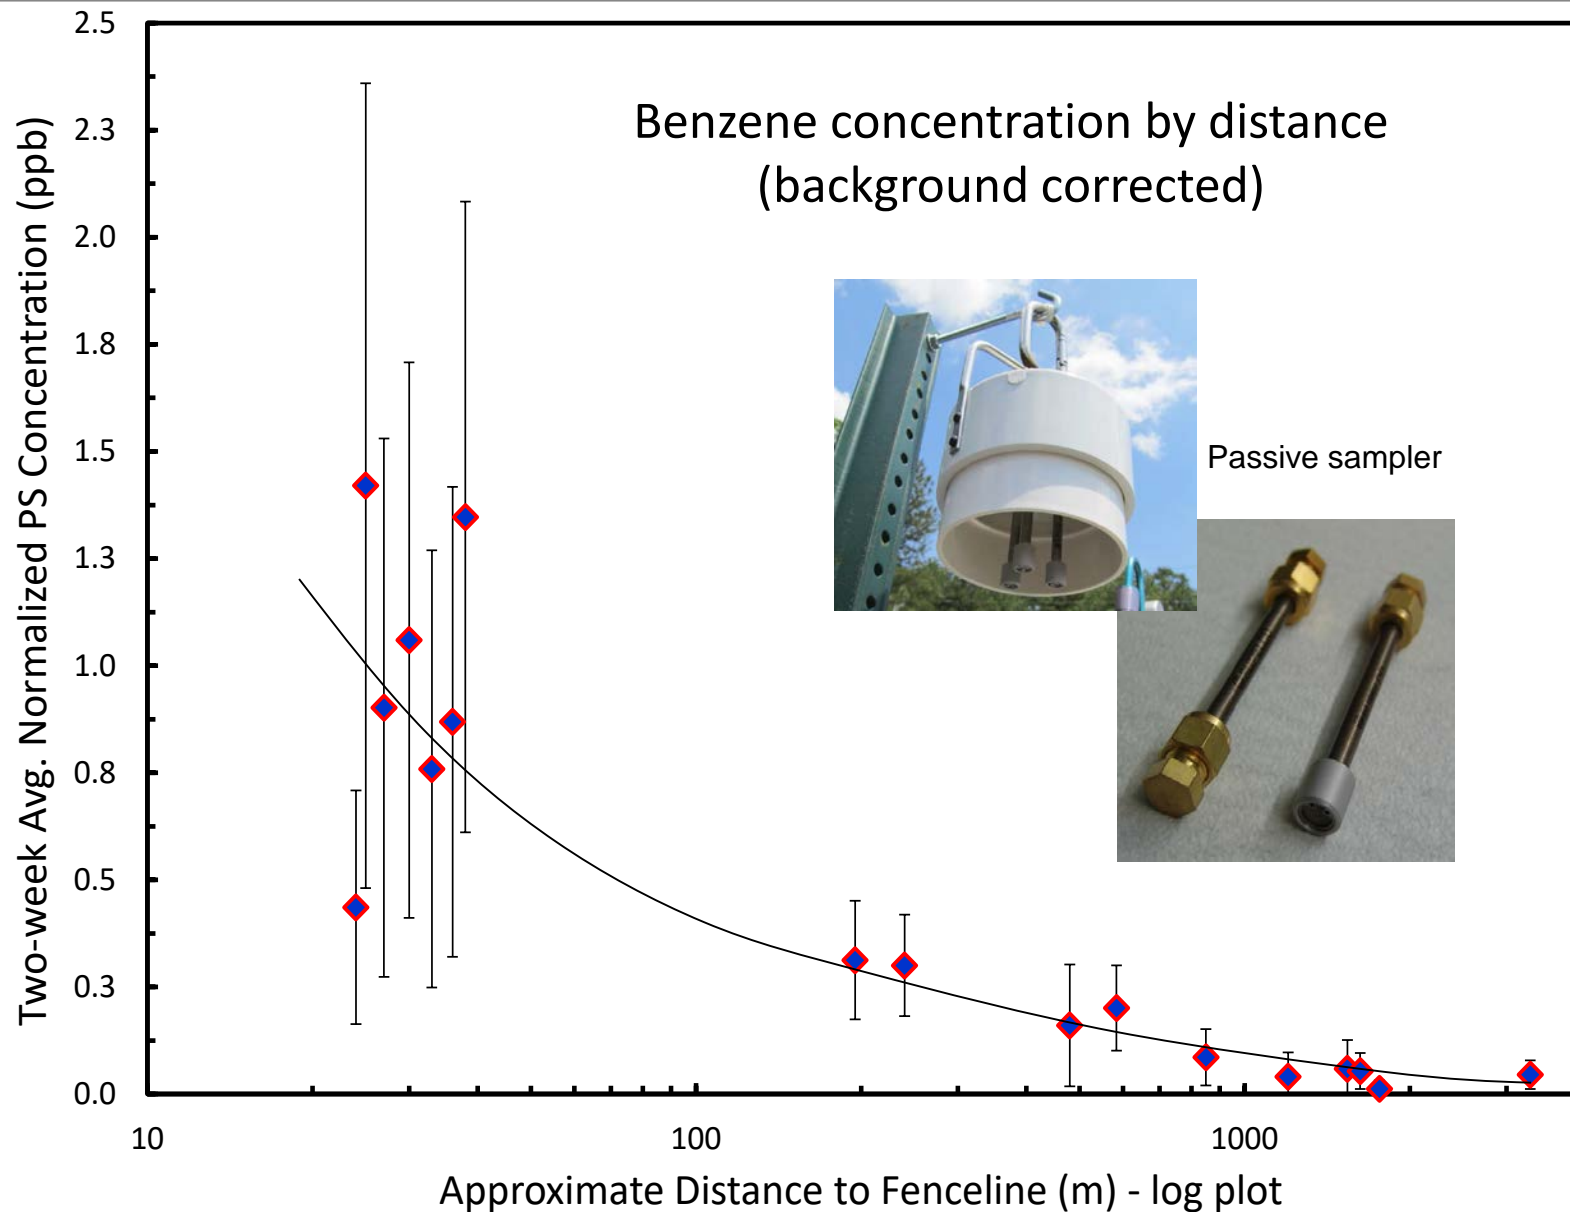 Benzene concentration by distance
(background corrected)
Two-week Avg. Normalized PS Concentration (ppb)
2.5
2.3
2.0
1.8
1.5
1.3
1.0
0.8
0.5
0.3
0.0
Passive sampler
10
100
1000
Approximate Distance to Fenceline (m) - log plot